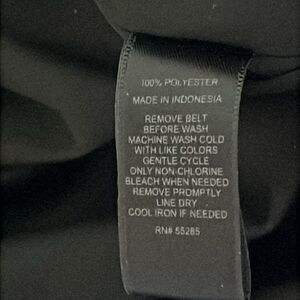 100% POLYESTER
MADE IN INDONESIA
REMOVE BELT
BEFORE WASH
MACHINE WASH COLD
WITH LIKE COLORS
GENTLE CYCLE
ONLY NON-CHLORINE
BLEACH WHEN NEEDED
REMOVE PROMPTLY
LINE DRY
COOL IRON IF NEEDED
RN# 55285